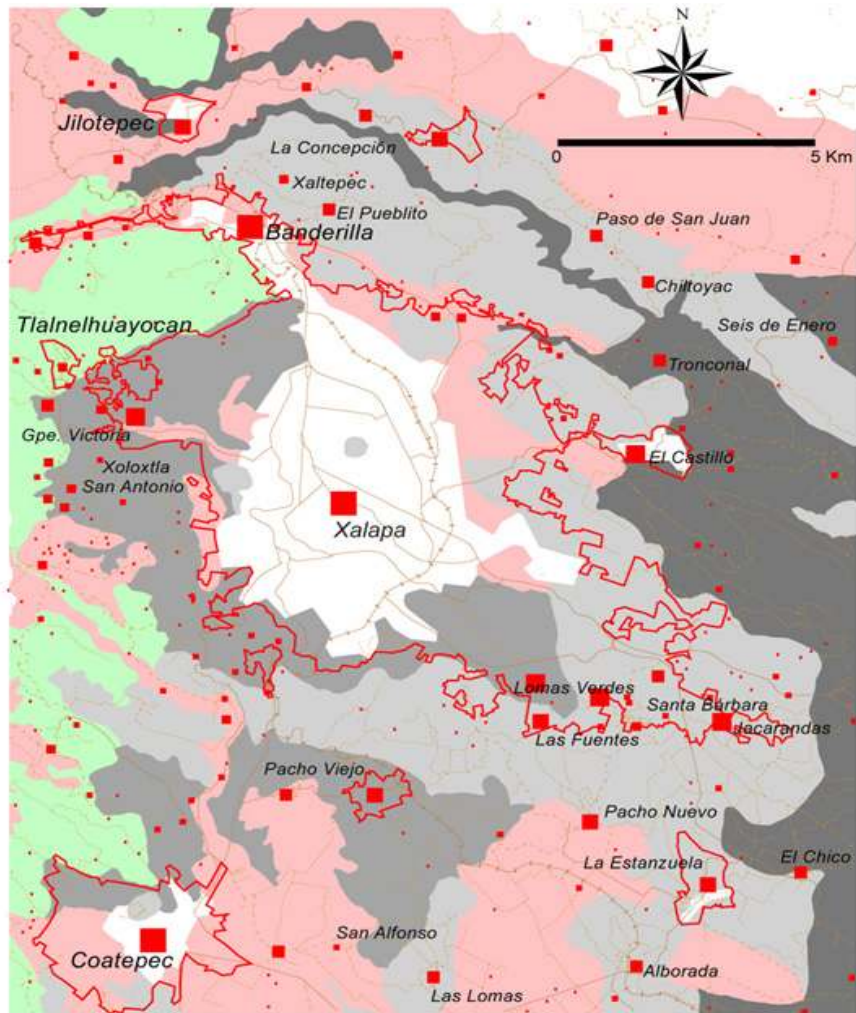 N
Jilotepec
0 5 Km
La Concepción
Xaltepec
El Pueblito
Banderilla
Paso de San Juan
Chiltoyac
Seis de Enero
Tlalnelhuayocan
Tronconal
Gpe. Victoria
Xoloxtla
El Castillo
San Antonio
Xalapa
Lomas Verdes
Santa Búrbara
Jacarandas
Las Fuentes
Pacho Viejo
Pacho Nuevo
La Estanzuela
El Chico
San Alfonso
Coatepec
Alborada
Las Lomas